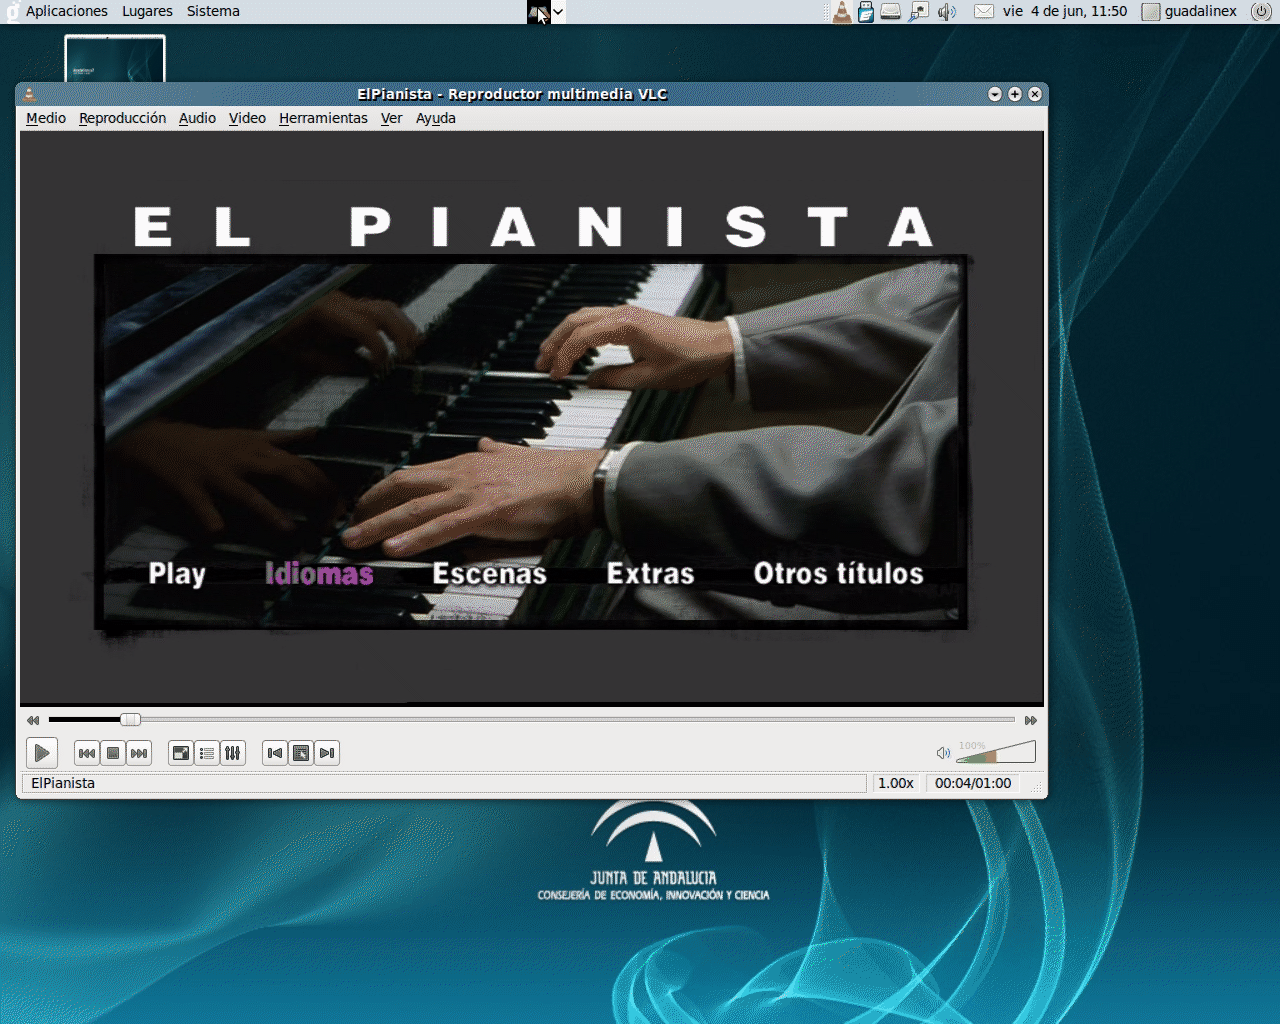 Aplicaciones Lugares Sistema
vie 4 de jun, 11:50 guadalinex
ElPianista - Reproductor multimedia VLC
Medio Reproducción Audio Video Herramientas Ver Ayuda
EL PIANISTA
Play Idiomas Escenas Extras Otros títulos
100%
ElPianista 1.00x 00:04/01:00
JUNTA DE ANDALUCIA
CONSEJERÍA DE ECONOMÍA, INNOVACIÓN Y CIENCIA